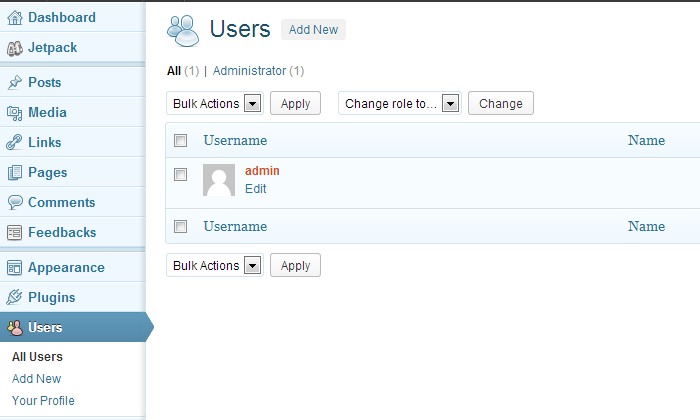 Dashboard
Jetpack
Posts
Media
Links
Pages
Comments
Feedbacks
Appearance
Plugins
Users
All Users
Add New
Your Profile
Users Add New
All (1) | Administrator (1)
Bulk Actions Apply Change role to... Change
Username Name
admin
Edit
Username Name
Bulk Actions Apply